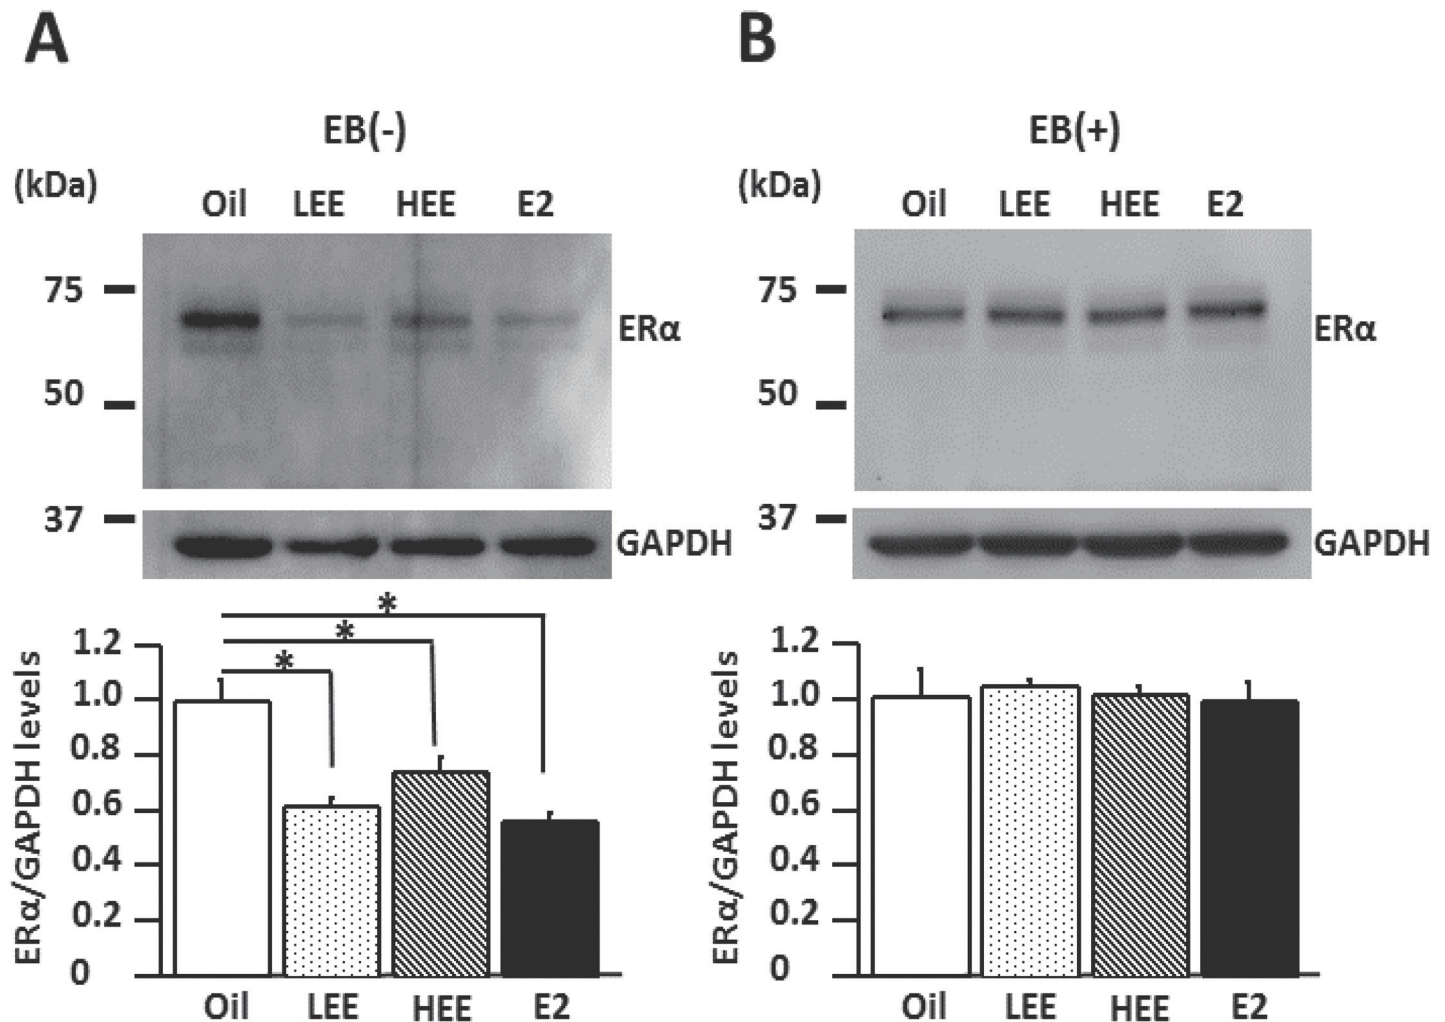 A
EB(-)
(kDa)
Oil LEE HEE E2
75
ERα
50
37
GAPDH
*
*
*
1.2
1.0
0.8
0.6
0.4
0.2
0
ERα/GAPDH levels
Oil LEE HEE E2
B
EB(+)
(kDa)
Oil LEE HEE E2
75
ERα
50
37
GAPDH
1.2
1.0
0.8
0.6
0.4
0.2
0
ERα/GAPDH levels
Oil LEE HEE E2